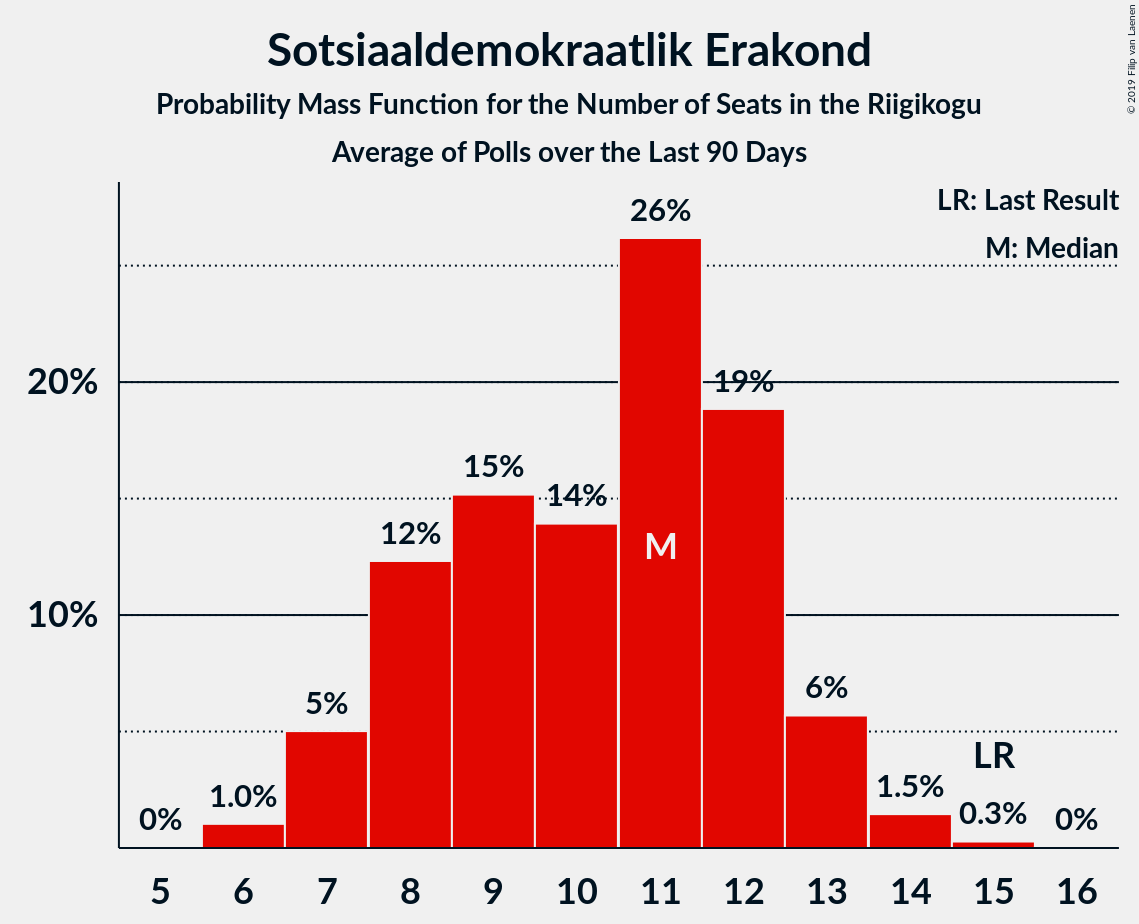 Sotsiaaldemokraatlik Erakond
Probability Mass Function for the Number of Seats in the Riigikogu
Average of Polls over the Last 90 Days
© 2019 Filip van Laenen
LR: Last Result
M: Median
20%
10%
0%
1.0%
5%
12%
15%
14%
26%
M
19%
6%
1.5%
LR
0.3%
0%
5 6 7 8 9 10 11 12 13 14 15 16